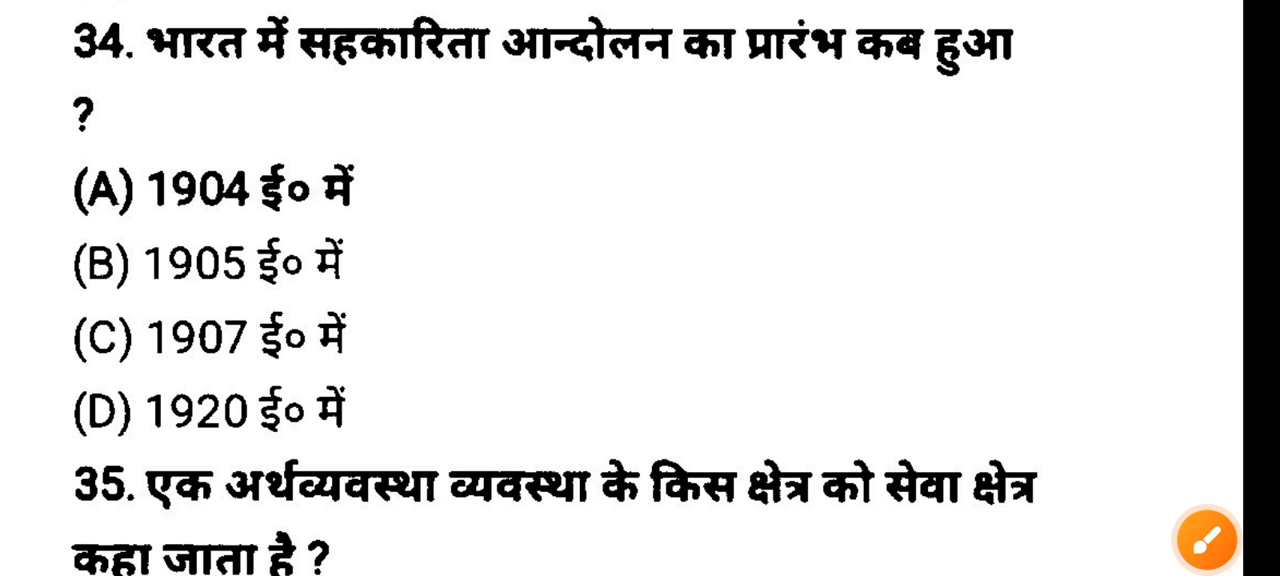 34. भारत में सहकारिता आन्दोलन का प्रारंभ कब हुआ
?
(A) 1904 ई० में
(B) 1905 ई० में
(C) 1907 ई० में
(D) 1920 ई० में
35. एक अर्थव्यवस्था व्यवस्था के किस क्षेत्र को सेवा क्षेत्र
कहा जाता है ?